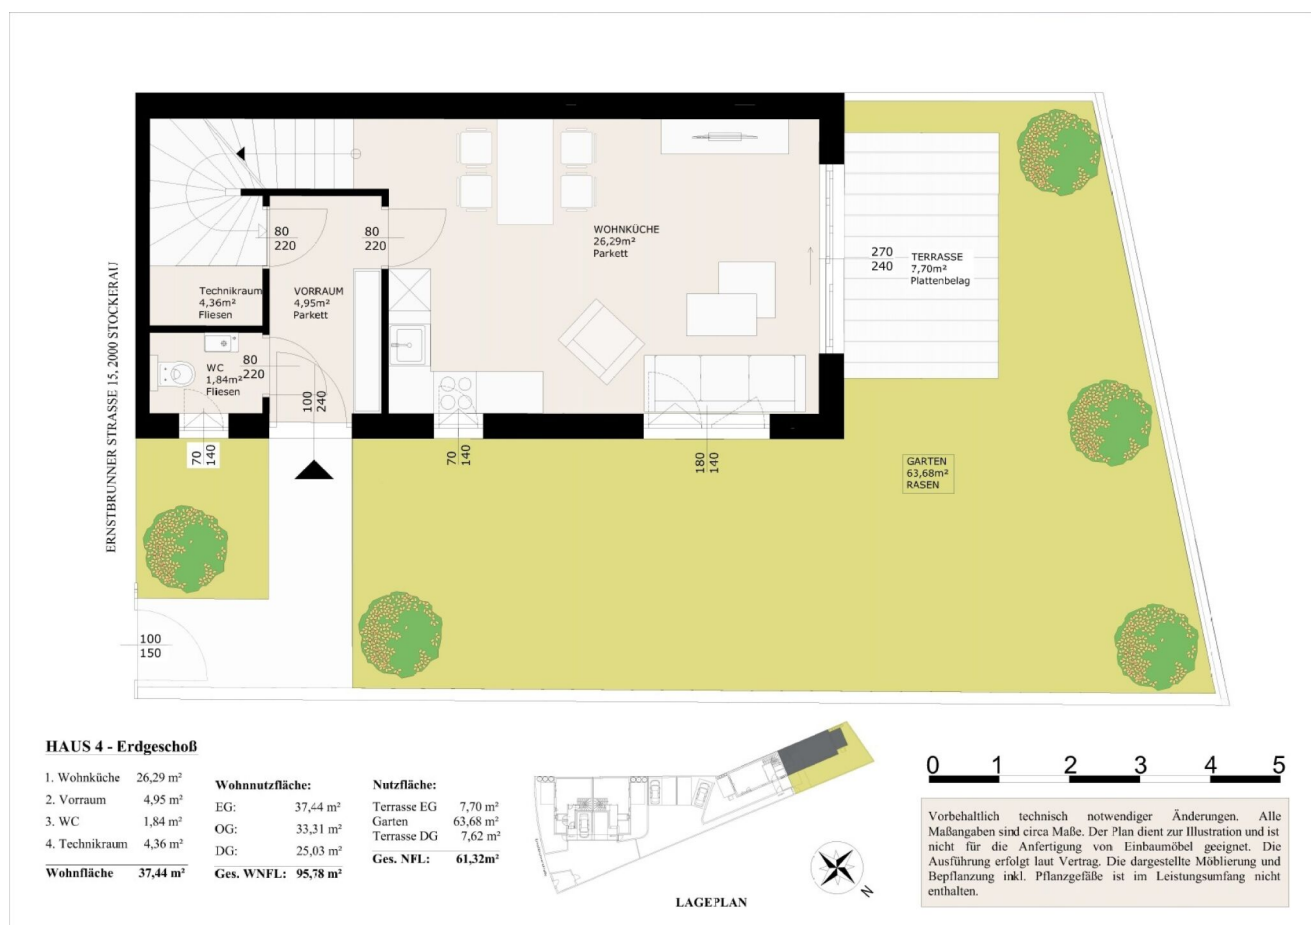 WOHNKÜCHE
26,29m²
Parkett
80
220
80
220
270
240
TERRASSE
7,70m²
Plattenbelag
Technikraum
4,36m²
Fliesen
VORRAUM
4,95m²
Parkett
WC
1,84m²
Fliesen
80
220
100
240
70
140
70
140
180
140
GARTEN
63,68m²
RASEN
ERNSTBRUNNER STRASSE 15, 2000 STOCKERAU
100
150
HAUS 4 - Erdgeschoß
1. Wohnküche 26,29 m²
2. Vorraum 4,95 m²
3. WC 1,84 m²
4. Technikraum 4,36 m²
Wohnfläche 37,44 m²
Wohnnutzfläche:
EG: 37,44 m²
OG: 33,31 m²
DG: 25,03 m²
Ges. WNFL: 95,78 m²
Nutzfläche:
Terrasse EG 7,70 m²
Garten 63,68 m²
Terrasse DG 7,62 m²
Ges. NFL: 61,32m²
LAGEPLAN
N
0 1 2 3 4 5
Vorbehaltlich technisch notwendiger Änderungen. Alle
Maßangaben sind circa Maße. Der Plan dient zur Illustration und ist
nicht für die Anfertigung von Einbaumöbel geeignet. Die
Ausführung erfolgt laut Vertrag. Die dargestellte Möblierung und
Bepflanzung inkl. Pflanzgefäße ist im Leistungsumfang nicht
enthalten.